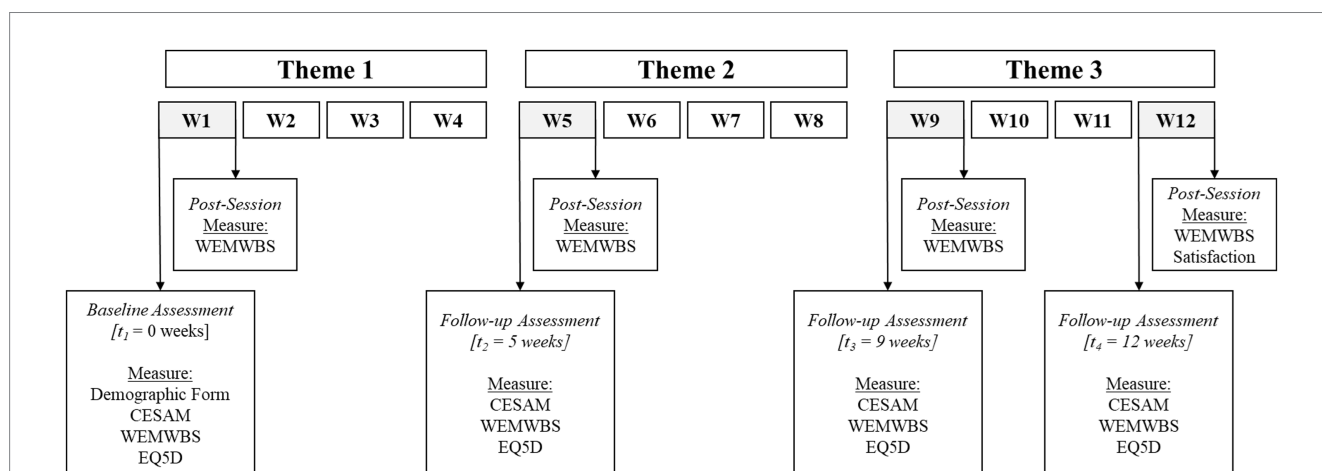 Theme 1
Theme 2
Theme 3
W1
W2
W3
W4
W5
W6
W7
W8
W9
W10
W11
W12
Post-Session
Measure:
WEMWBS
Post-Session
Measure:
WEMWBS
Post-Session
Measure:
WEMWBS
Post-Session
Measure:
WEMWBS
Satisfaction
Baseline Assessment
[t1 = 0 weeks]
Measure:
Demographic Form
CESAM
WEMWBS
EQ5D
Follow-up Assessment
[t2 = 5 weeks]
Measure:
CESAM
WEMWBS
EQ5D
Follow-up Assessment
[t3 = 9 weeks]
Measure:
CESAM
WEMWBS
EQ5D
Follow-up Assessment
[t4 = 12 weeks]
Measure:
CESAM
WEMWBS
EQ5D